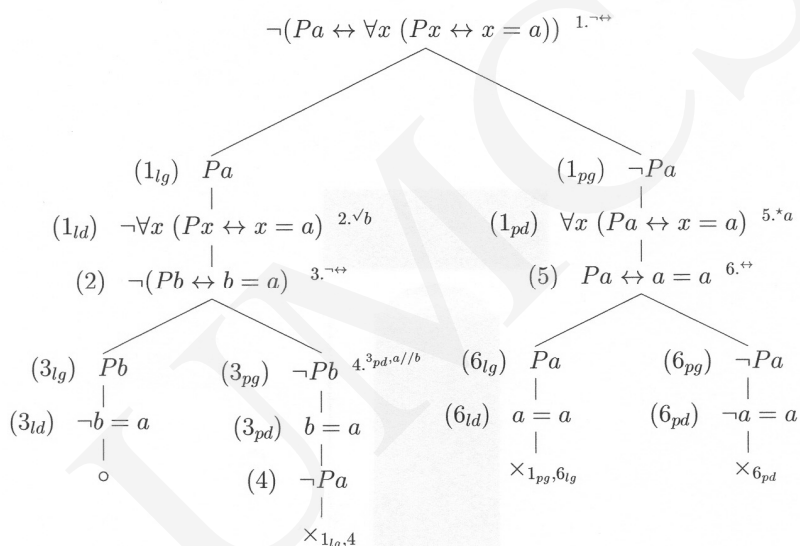 ¬(Pa ↔ ∀x (Px ↔ x = a)) 1.¬↔
(1lg) Pa (1pg) ¬Pa
(1ld) ¬∀x (Px ↔ x = a) 2.√b (1pd) ∀x (Pa ↔ x = a) 5.⋆a
(2) ¬(Pb ↔ b = a) 3.¬↔ (5) Pa ↔ a = a 6.↔
(3lg) Pb (3pg) ¬Pb 4.3pd,a//b (6lg) Pa (6pg) ¬Pa
(3ld) ¬b = a (3pd) b = a (6ld) a = a (6pd) ¬a = a
∘ (4) ¬Pa ×1pg,6lg ×6pd
×1lg,4
UMCS